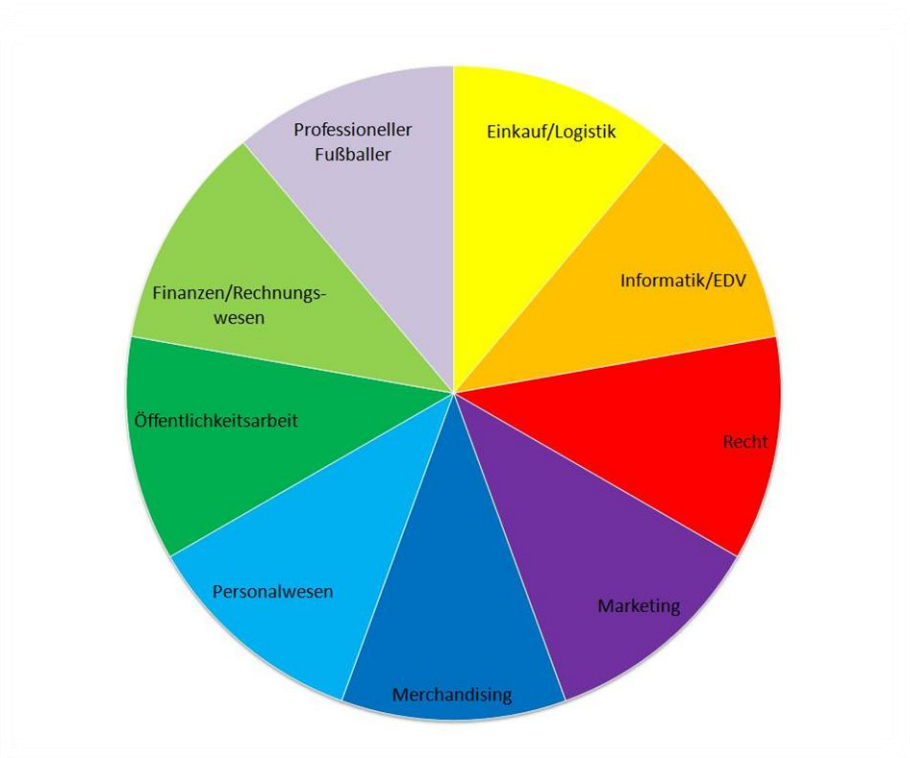 Professioneller
Fußballer
Einkauf/Logistik
Informatik/EDV
Finanzen/Rechnungs-
wesen
Öffentlichkeitsarbeit
Recht
Personalwesen
Marketing
Merchandising